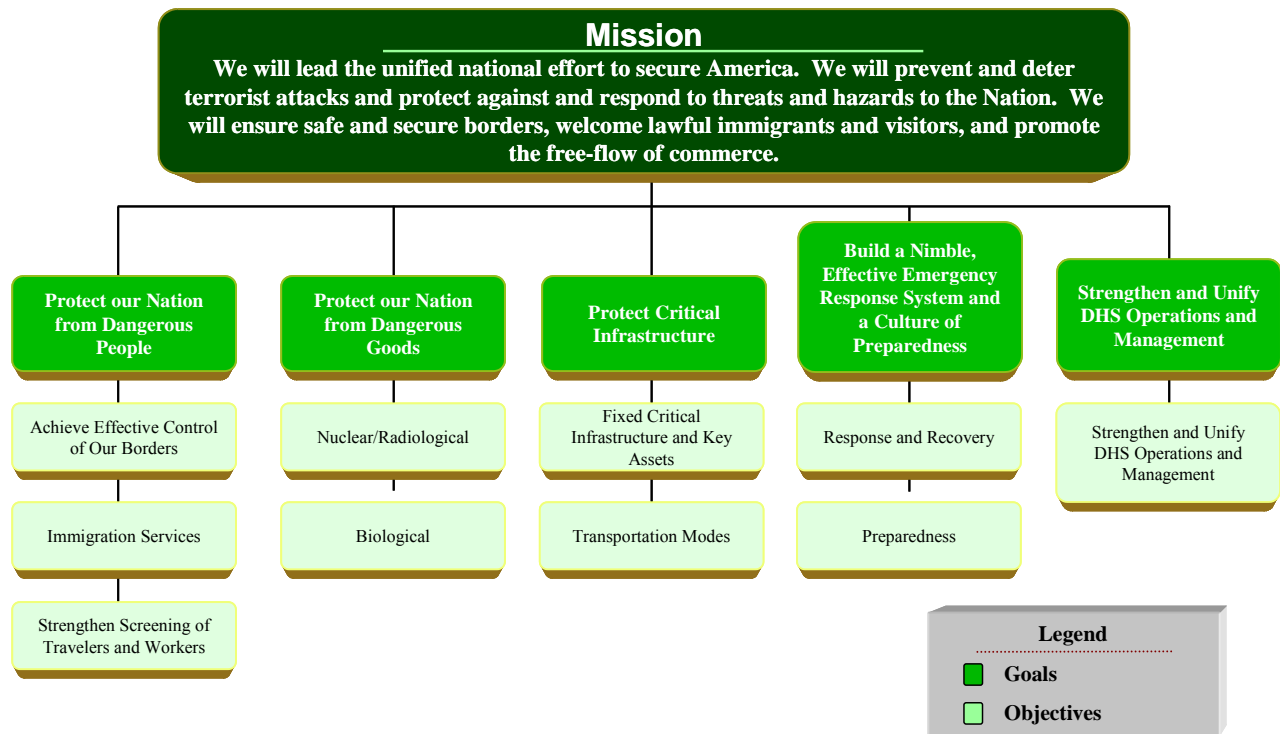 Mission
We will lead the unified national effort to secure America.  We will prevent and deter
terrorist attacks and protect against and respond to threats and hazards to the Nation.  We
will ensure safe and secure borders, welcome lawful immigrants and visitors, and promote
the free-flow of commerce.
Protect our Nation
from Dangerous
People
Protect our Nation
from Dangerous
Goods
Protect Critical
Infrastructure
Build a Nimble,
Effective Emergency
Response System and
a Culture of
Preparedness
Strengthen and Unify
DHS Operations and
Management
Achieve Effective Control
of Our Borders
Nuclear/Radiological
Fixed Critical
Infrastructure and Key
Assets
Response and Recovery
Strengthen and Unify
DHS Operations and
Management
Immigration Services
Biological
Transportation Modes
Preparedness
Strengthen Screening of
Travelers and Workers
Legend
Goals
Objectives